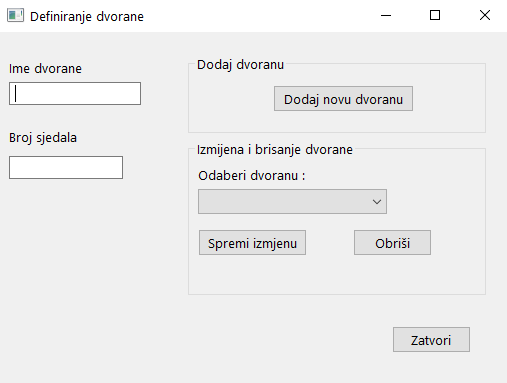 Definiranje dvorane
Ime dvorane
Broj sjedala
Dodaj dvoranu
Dodaj novu dvoranu
Izmijena i brisanje dvorane
Odaberi dvoranu :
Spremi izmjenu
Obriši
Zatvori